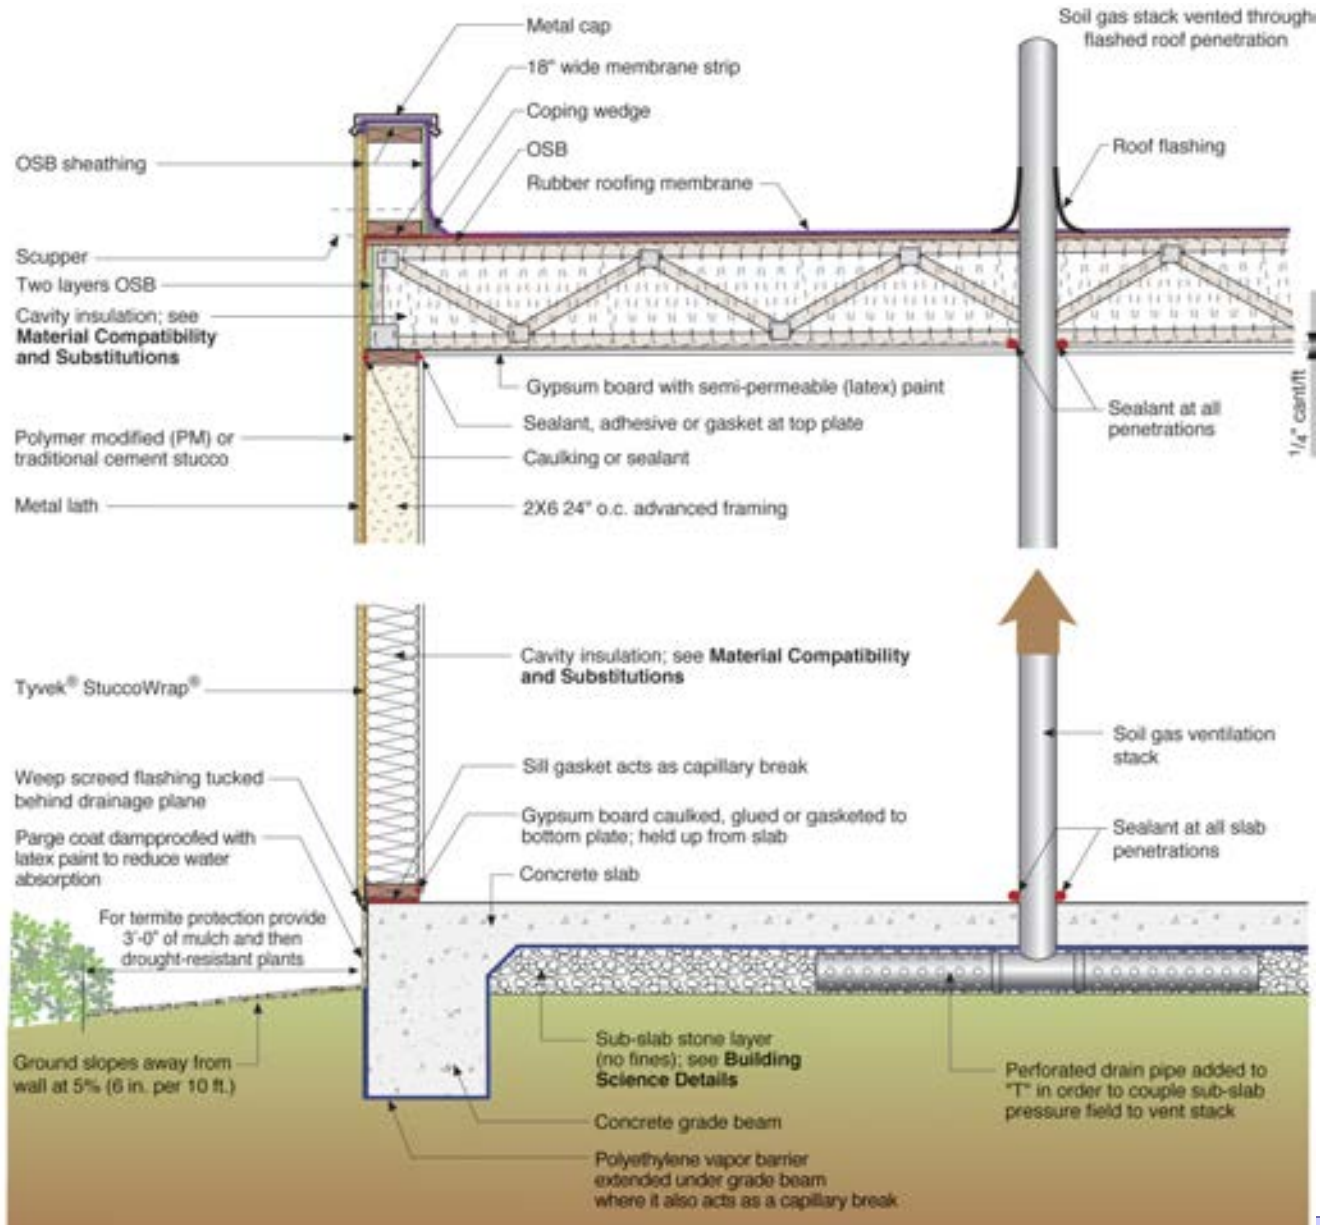 Metal cap
18" wide membrane strip
Coping wedge
OSB
Rubber roofing membrane
Soil gas stack vented through
flashed roof penetration
Roof flashing
OSB sheathing
Scupper
Two layers OSB
Cavity insulation; see
Material Compatibility
and Substitutions
Polymer modified (PM) or
traditional cement stucco
Metal lath
Gypsum board with semi-permeable (latex) paint
Sealant, adhesive or gasket at top plate
Caulking or sealant
2X6 24" o.c. advanced framing
Sealant at all
penetrations
1/4" cant/ft
Tyvek® StuccoWrap®
Weep screed flashing tucked
behind drainage plane
Parge coat dampproofed with
latex paint to reduce water
absorption
For termite protection provide
3'-0" of mulch and then
drought-resistant plants
Ground slopes away from
wall at 5% (6 in. per 10 ft.)
Cavity insulation; see Material Compatibility
and Substitutions
Sill gasket acts as capillary break
Gypsum board caulked, glued or gasketed to
bottom plate; held up from slab
Concrete slab
Sub-slab stone layer
(no fines); see Building
Science Details
Concrete grade beam
Polyethylene vapor barrier
extended under grade beam
where it also acts as a capillary break
Soil gas ventilation
stack
Sealant at all slab
penetrations
Perforated drain pipe added to
"T" in order to couple sub-slab
pressure field to vent stack